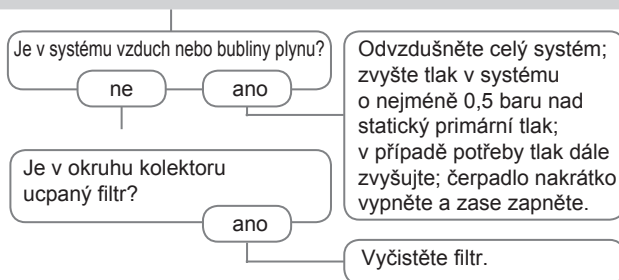 Je v systému vzduch nebo bubliny plynu?
ne
ano
Odvzdušněte celý systém;
zvyšte tlak v systému
o nejméně 0,5 baru nad
statický primární tlak;
v případě potřeby tlak dále
zvyšujte; čerpadlo nakrátko
vypněte a zase zapněte.
Je v okruhu kolektoru
ucpaný filtr?
ano
Vyčistěte filtr.